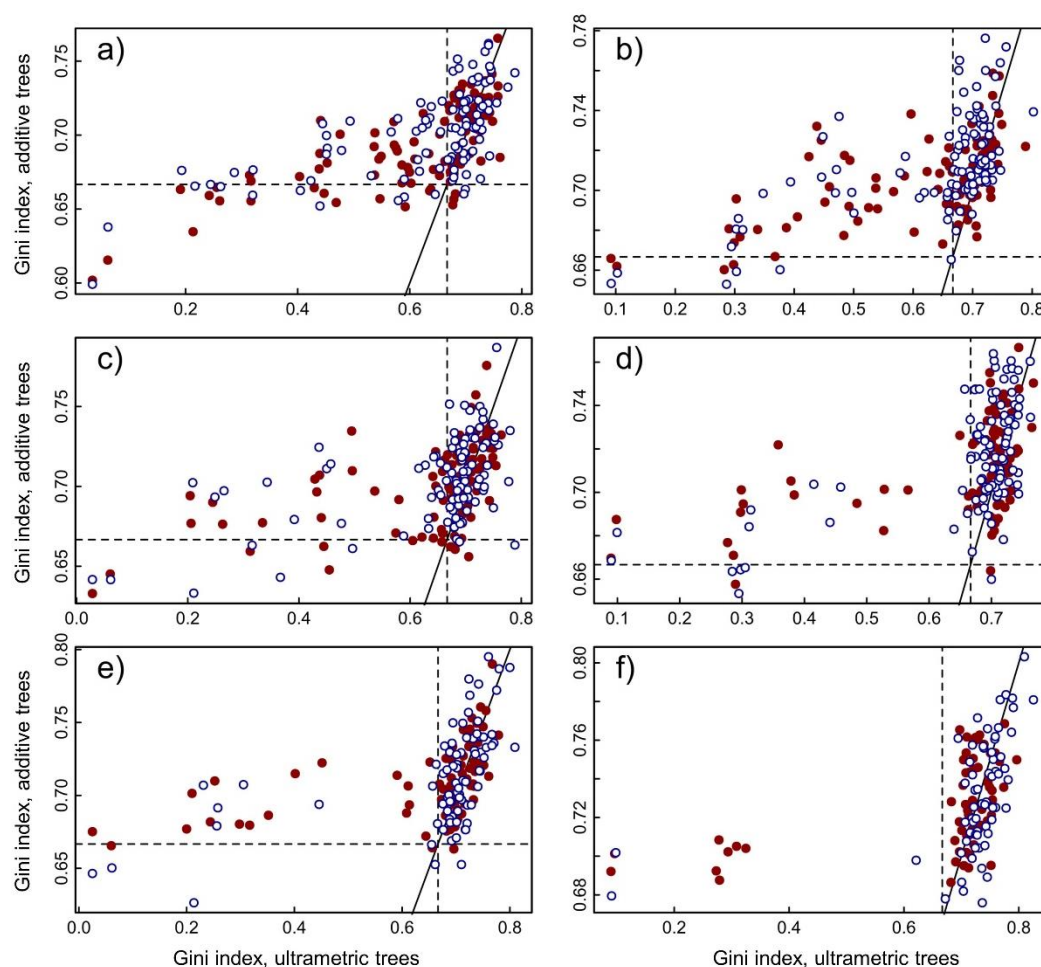 a)
Gini index, additive trees
0.60 0.65 0.70 0.75
0.2 0.4 0.6 0.8
b)
0.66 0.70 0.74 0.78
0.1 0.2 0.3 0.4 0.5 0.6 0.7 0.8
c)
Gini index, additive trees
0.65 0.70 0.75
0.0 0.2 0.4 0.6 0.8
d)
0.66 0.70 0.74
0.1 0.3 0.5 0.7
e)
Gini index, additive trees
0.65 0.70 0.75 0.80
0.0 0.2 0.4 0.6 0.8
Gini index, ultrametric trees
f)
0.68 0.72 0.76 0.80
0.2 0.4 0.6 0.8
Gini index, ultrametric trees